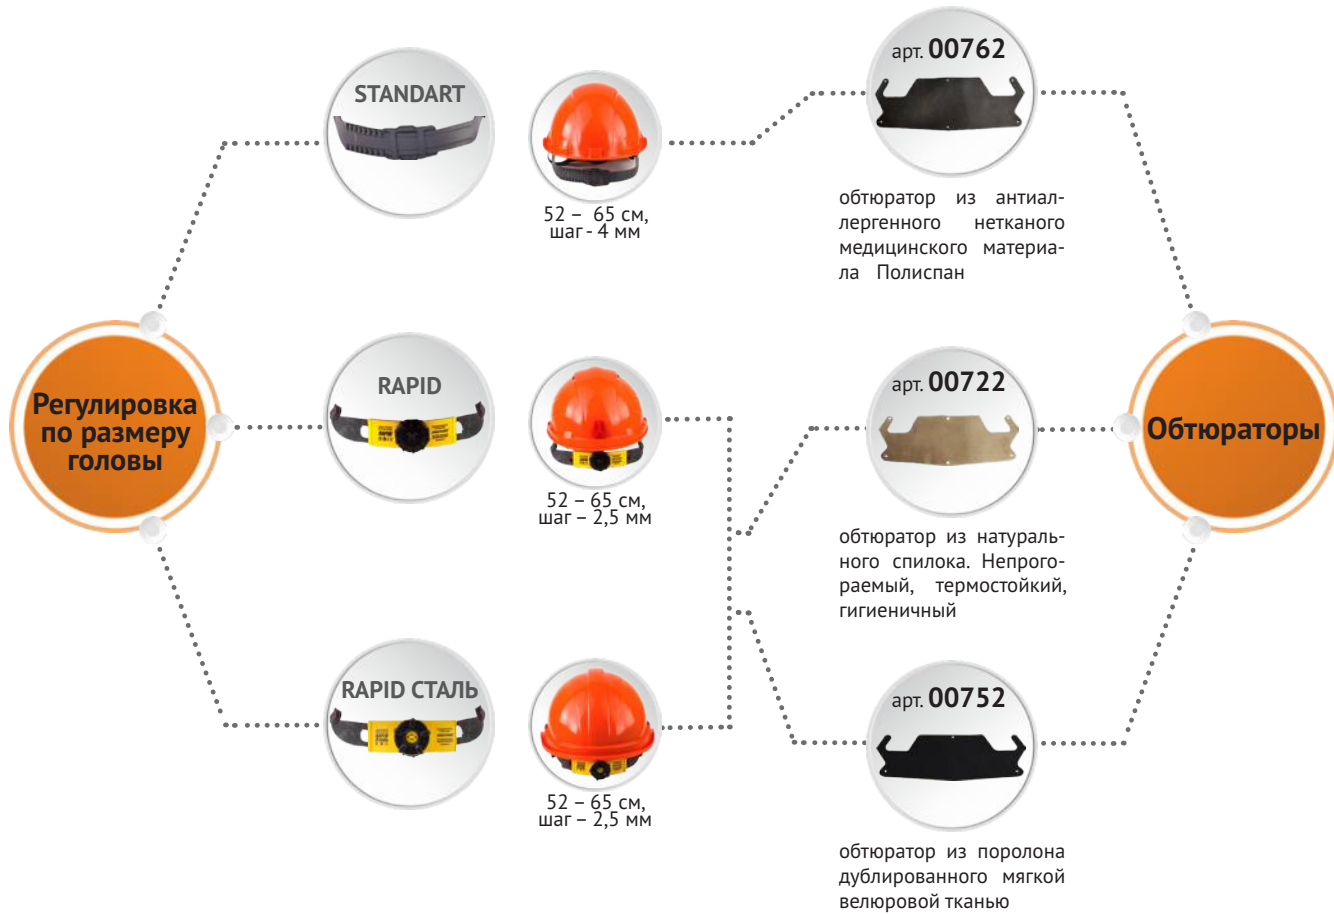 Регулировка
по размеру
головы
STANDART
52 – 65 см,
шаг - 4 мм
RAPID
52 – 65 см,
шаг – 2,5 мм
RAPID СТАЛЬ
52 – 65 см,
шаг – 2,5 мм
арт. 00762
обтюратор из антиал-
лергенного нетканого
медицинского материа-
ла Полиспан
арт. 00722
обтюратор из натураль-
ного спилока. Непрого-
раемый, термостойкий,
гигиеничный
арт. 00752
обтюратор из поролона
дублированного мягкой
велюровой тканью
Обтюраторы